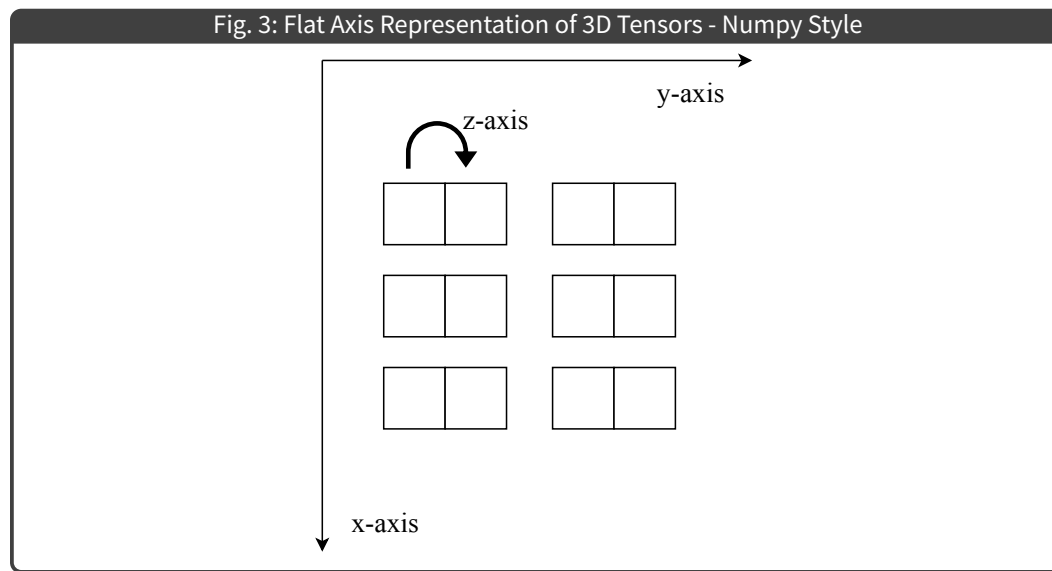 Fig. 3: Flat Axis Representation of 3D Tensors - Numpy Style
y-axis
z-axis
x-axis